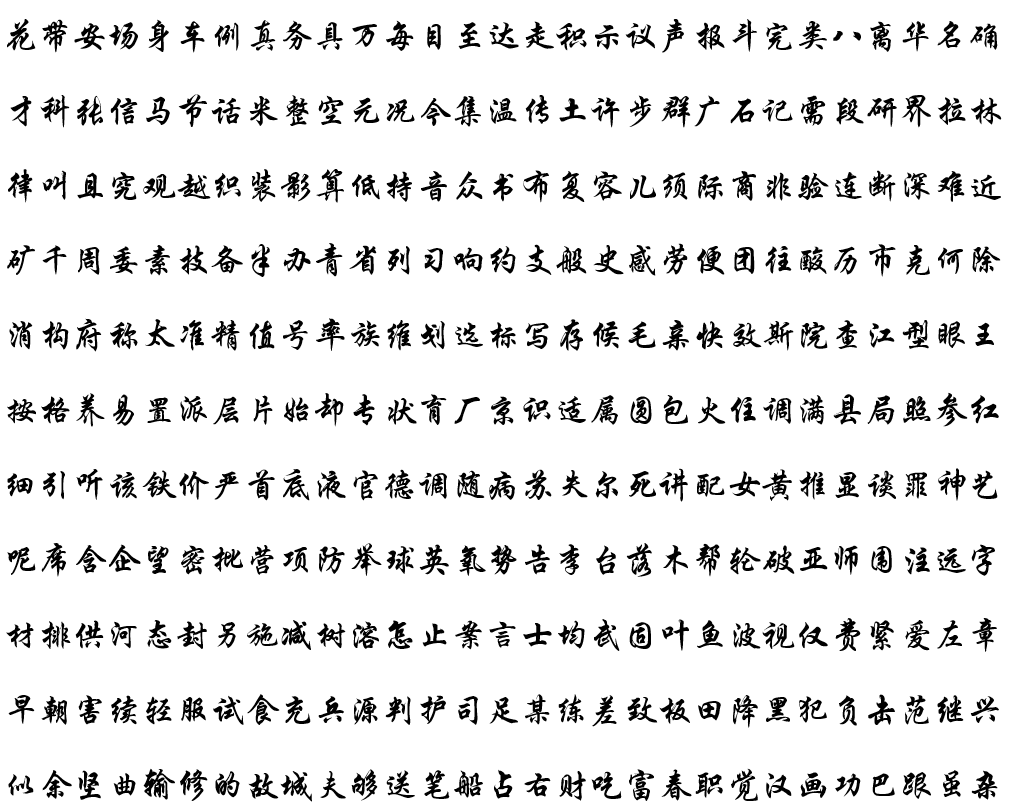 花带安场身车例真务具万每目至达走积示议声报斗完类八离华名确
才科张信马节话米整空元况今集温传土许步群广石记需段研界拉林
律叫且究观越织装影算低持音众书布复容儿须际商非验连断深难近
矿千周委素技备半办青省列习响约支般史感劳便团往酸历市克何除
消构府称太准精值号率族维划选标写存候毛亲快效斯院查江型眼王
按格养易置派层片始却专状育厂京识适属圆包火住调满县局照参红
细引听该铁价严首底液官德调随病苏失尔死讲配女黄推显谈罪神艺
呢席含企望密批营项防举球英氧势告李台落木帮轮破亚师围注远字
材排供河态封另施减树溶怎止案言士均武固叶鱼波视仅费紧爱左章
早朝害续轻服试食充兵源判护司足某练差致板田降黑犯负击范继兴
似余坚曲输修的故城夫够送笔船占右财吃富春职觉汉画功巴跟虽杂